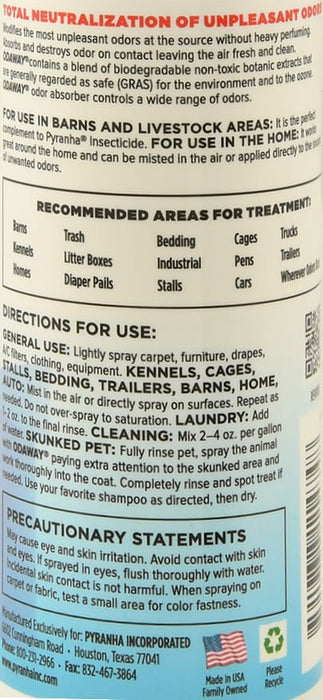 TOTAL NEUTRALIZATION OF UNPLEASANT ODORS
Modifies the most unpleasant odors at the source without heavy perfuming.
Absorbs and destroys odor on contact leaving the air fresh and clean.
ODAWAY® contains a blend of biodegradable non-toxic botanic extracts that
are generally regarded as safe (GRAS) for the environment and to the ozone.
ODAWAY® odor absorber controls a wide range of odors.
FOR USE IN BARNS AND LIVESTOCK AREAS: It is the perfect
complement to Pyranha® Insecticide. FOR USE IN THE HOME: It works
great around the home and can be misted in the air or applied directly to the source
of unwanted odors.
RECOMMENDED AREAS FOR TREATMENT:
Barns Trash Bedding Cages Trucks
Kennels Litter Boxes Industrial Pens Trailers
Homes Diaper Pails Stalls Cars Wherever Odors
DIRECTIONS FOR USE:
GENERAL USE: Lightly spray carpet, furniture, drapes,
A/C filters, clothing, equipment. KENNELS, CAGES,
STALLS, BEDDING, TRAILERS, BARNS, HOME,
AUTO: Mist in the air or directly spray on surfaces. Repeat as
needed. Do not over-spray to saturation. LAUNDRY: Add
1-2 oz. to the final rinse. CLEANING: Mix 2–4 oz. per gallon
of water. SKUNKED PET: Fully rinse pet, spray the animal
with ODAWAY® paying extra attention to the skunked area and
work thoroughly into the coat. Completely rinse and spot treat if
needed. Use your favorite shampoo as directed, then dry.
PRECAUTIONARY STATEMENTS
May cause eye and skin irritation. Avoid contact with skin
and eyes. If sprayed in eyes, flush thoroughly with water.
Incidental skin contact is not harmful. When spraying on
carpet or fabric, test a small area for color fastness.
Manufactured Exclusively for: PYRANHA INCORPORATED
Cunningham Road • Houston, Texas 77041
Phone: 800-231-2966 • Fax: 832-467-3864
www.pyranhainc.com
Made in USA
Family Owned
Please
Recycle